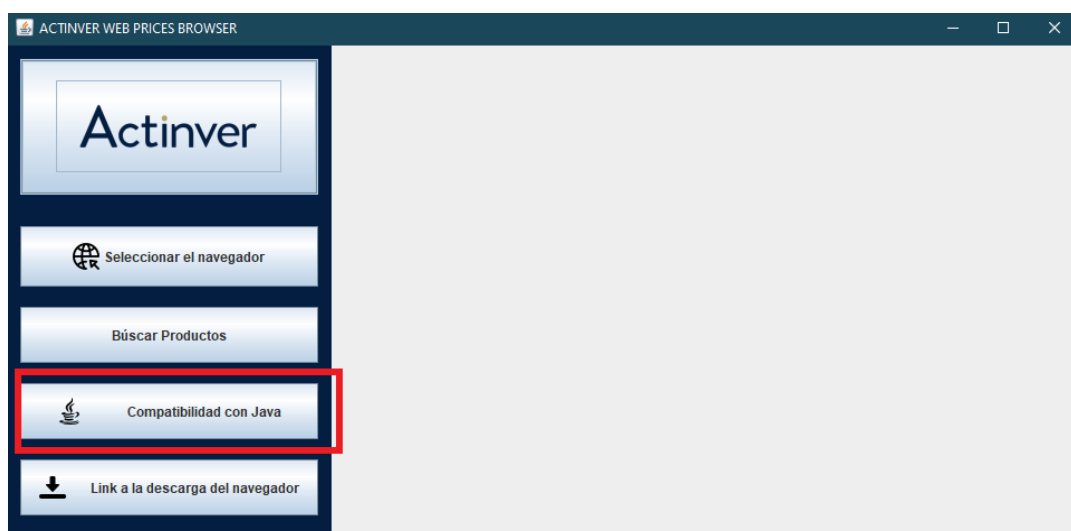 ACTINVER WEB PRICES BROWSER
Actinver
Seleccionar el navegador
Búscar Productos
Compatibilidad con Java
Link a la descarga del navegador